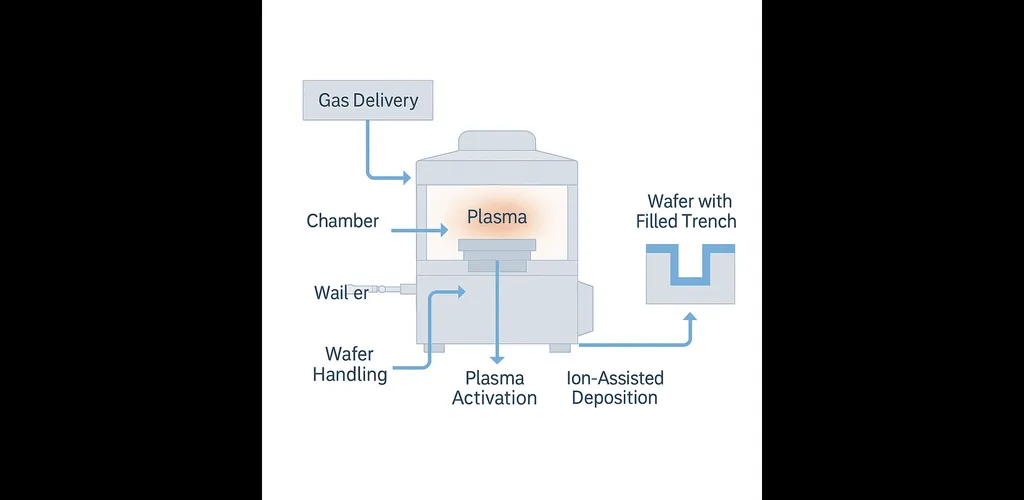 Gas Delivery
Plasma
Chamber
Wafer with
Filled Trench
Wail er
Wafer
Handling
Plasma
Activation
Ion-Assisted
Deposition